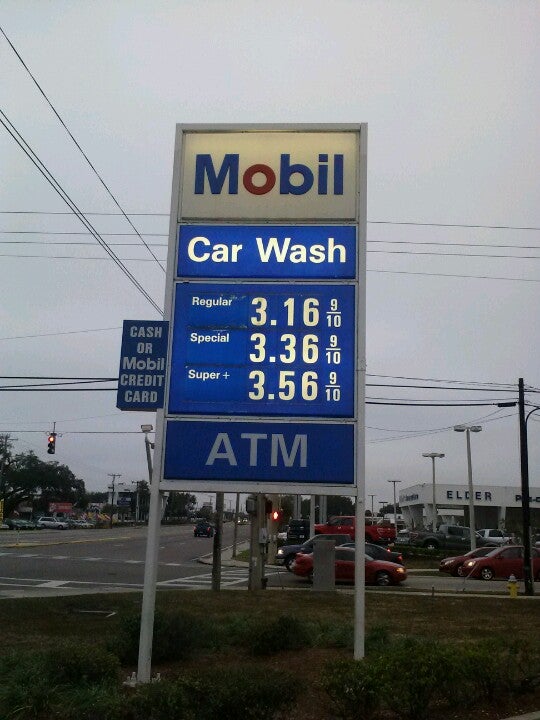 Mobil
Car Wash
Regular 3.16 9/10
Special 3.36 9/10
Super+ 3.56 9/10
CASH
OR
Mobil
CREDIT
CARD
ATM
ELDER